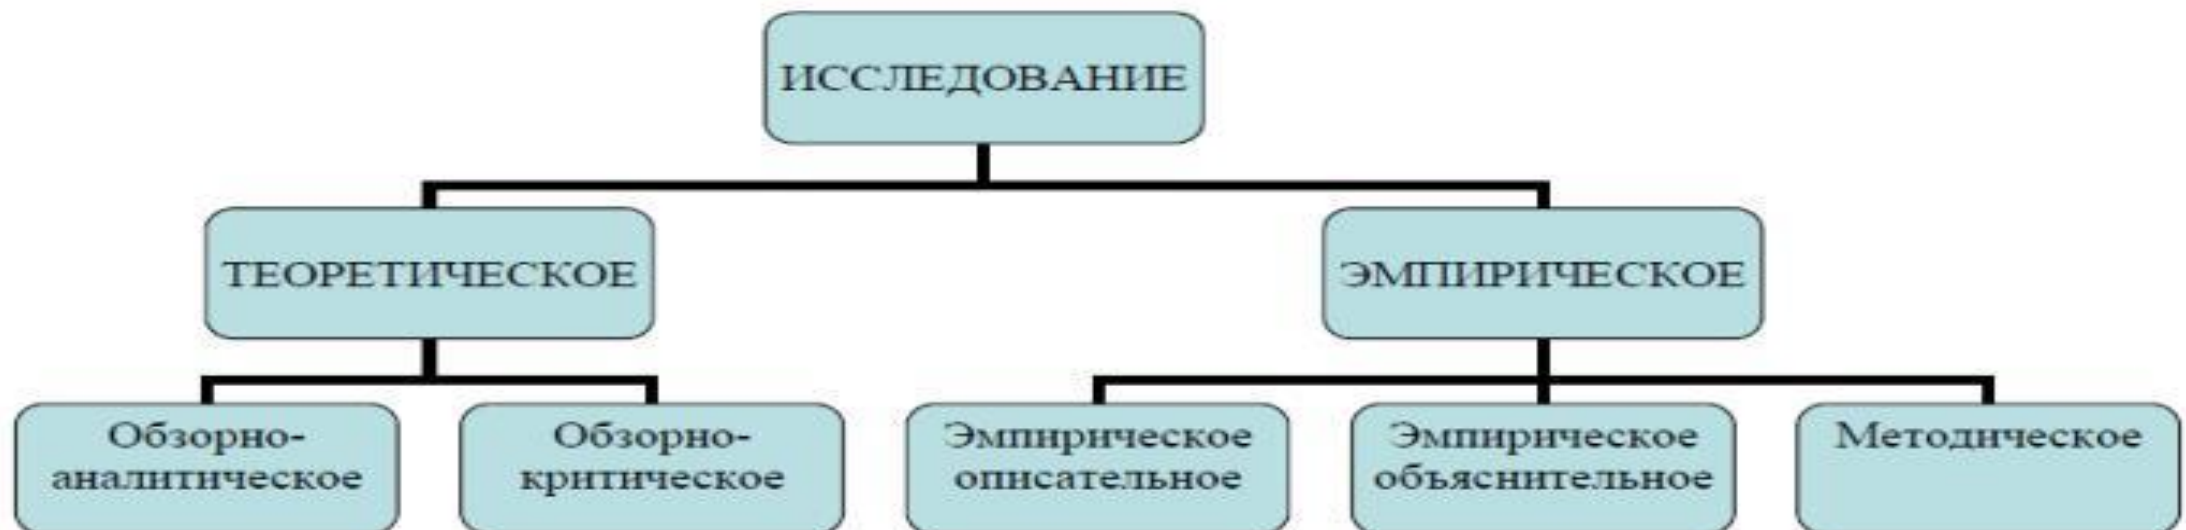 ИССЛЕДОВАНИЕ
ТЕОРЕТИЧЕСКОЕ
ЭМПИРИЧЕСКОЕ
Обзорно-
аналитическое
Обзорно-
критическое
Эмпирическое
описательное
Эмпирическое
объяснительное
Методическое